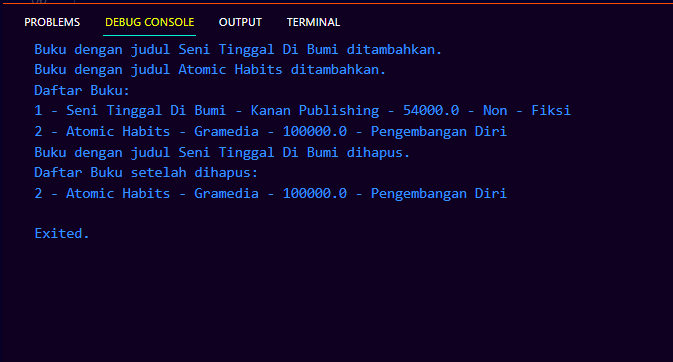 PROBLEMS DEBUG CONSOLE OUTPUT TERMINAL
Buku dengan judul Seni Tinggal Di Bumi ditambahkan.
Buku dengan judul Atomic Habits ditambahkan.
Daftar Buku:
1 - Seni Tinggal Di Bumi - Kanan Publishing - 54000.0 - Non - Fiksi
2 - Atomic Habits - Gramedia - 100000.0 - Pengembangan Diri
Buku dengan judul Seni Tinggal Di Bumi dihapus.
Daftar Buku setelah dihapus:
2 - Atomic Habits - Gramedia - 100000.0 - Pengembangan Diri
Exited.